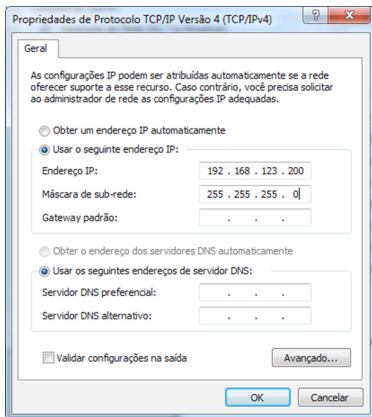 Propriedades de Protocolo TCP/IP Versão 4 (TCP/IPv4)
Geral
As configurações IP podem ser atribuídas automaticamente se a rede
oferecer suporte a esse recurso. Caso contrário, você precisa solicitar
ao administrador de rede as configurações IP adequadas.
Obter um endereço IP automaticamente
Usar o seguinte endereço IP:
Endereço IP: 192 . 168 . 123 . 200
Máscara de sub-rede: 255 . 255 . 255 . 0
Gateway padrão: . . .
Obter o endereço dos servidores DNS automaticamente
Usar os seguintes endereços de servidor DNS:
Servidor DNS preferencial: . . .
Servidor DNS alternativo: . . .
Validar configurações na saída Avançado...
OK Cancelar